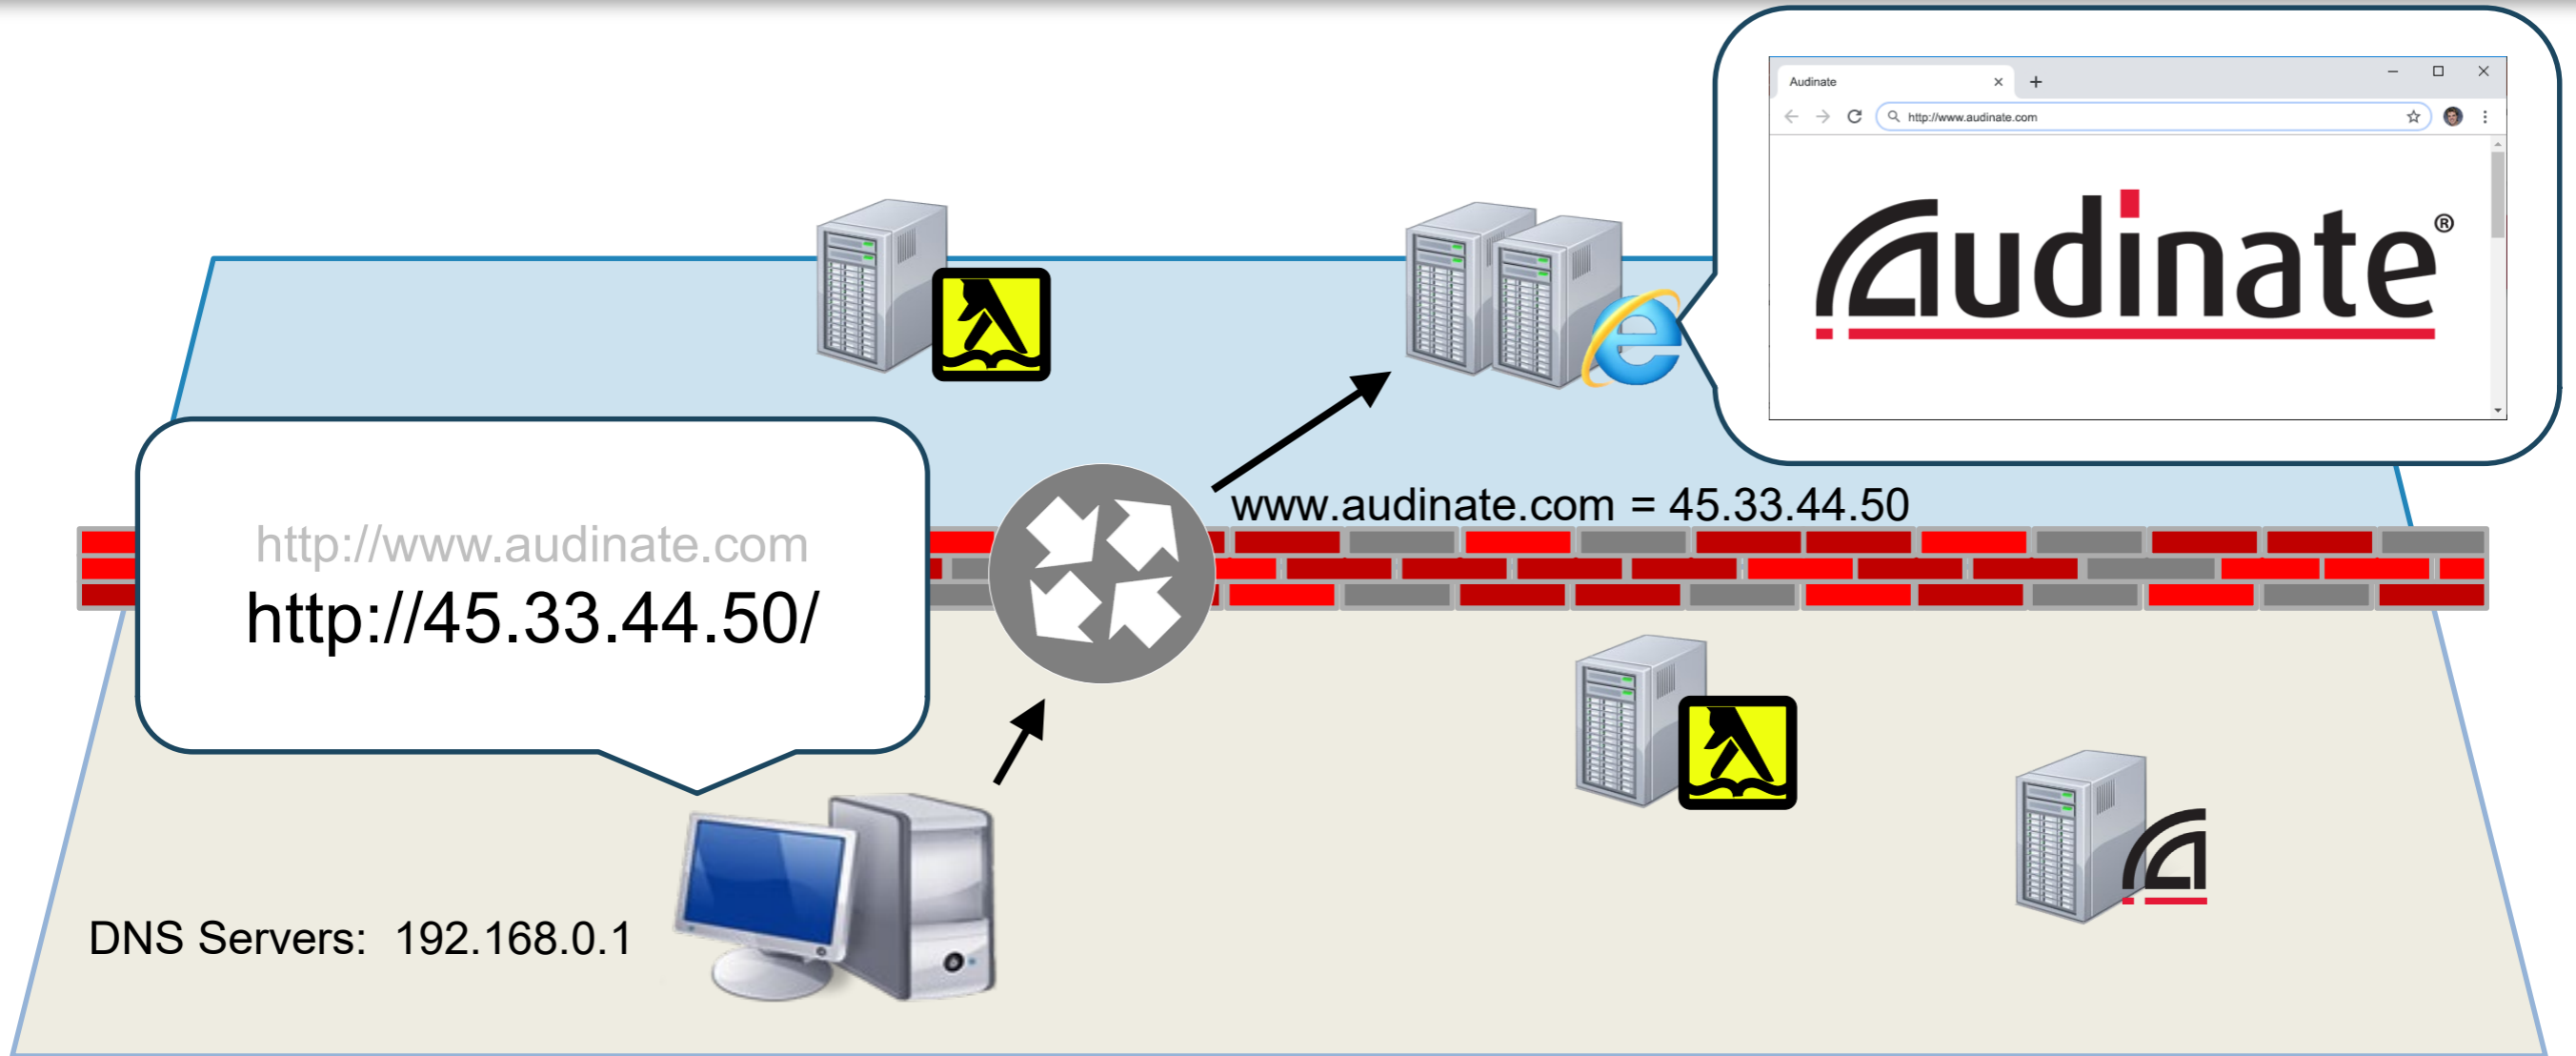 Audinate
http://www.audinate.com
audinate®
www.audinate.com = 45.33.44.50
http://www.audinate.com
http://45.33.44.50/
DNS Servers: 192.168.0.1